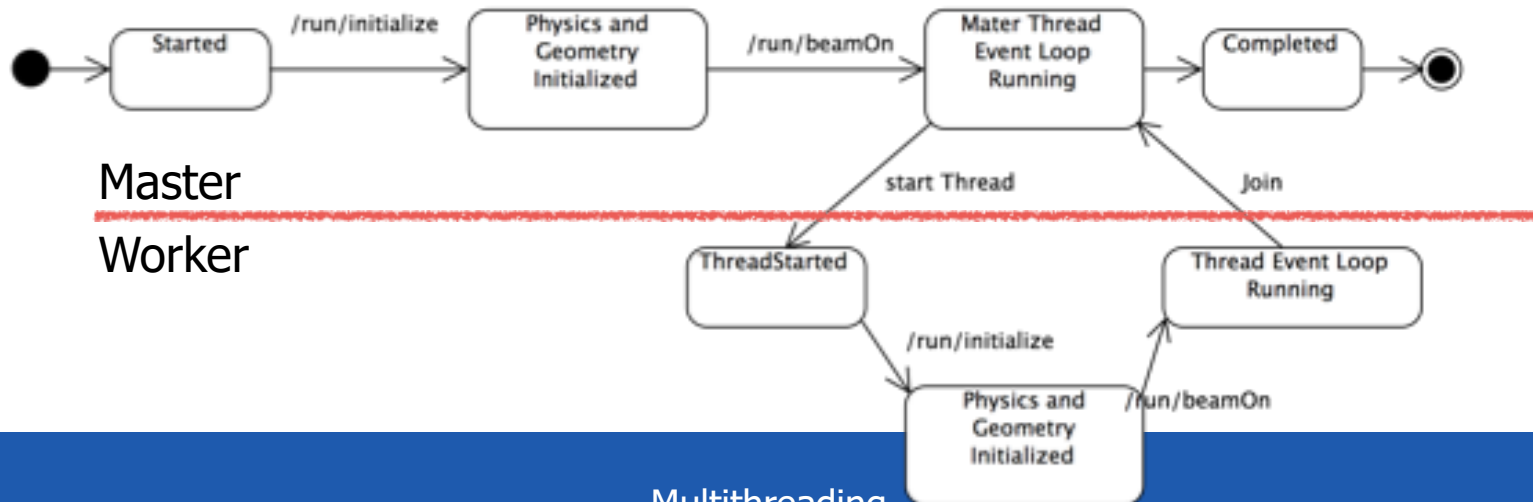 Started
/run/initialize
Physics and
Geometry
Initialized
/run/beamOn
Mater Thread
Event Loop
Running
Completed
Master
start Thread
Join
Worker
ThreadStarted
Thread Event Loop
Running
/run/initialize
Physics and
Geometry
Initialized
/run/beamOn
Multithreading